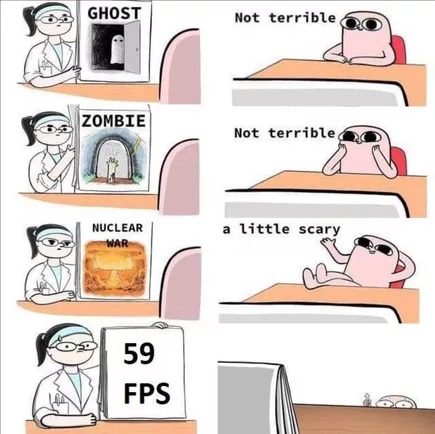 GHOST
Not terrible
ZOMBIE
Not terrible
NUCLEAR
WAR
a little scary
59
FPS